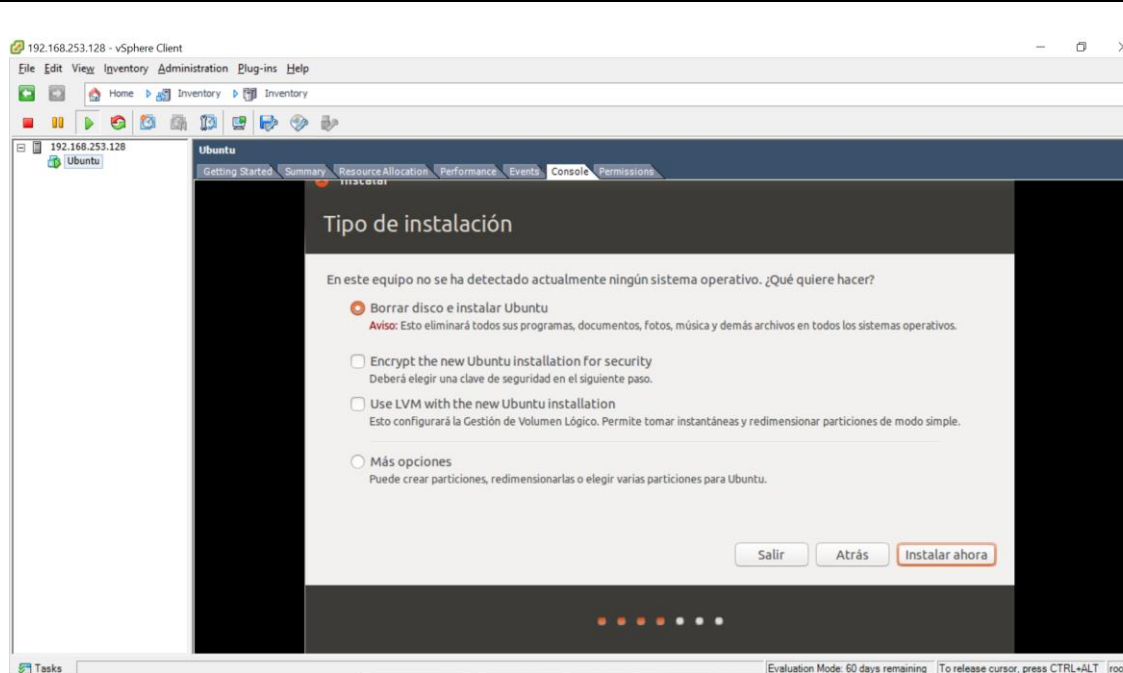 192.168.253.128 - vSphere Client
File Edit View Inventory Administration Plug-ins Help
Home Inventory Inventory
192.168.253.128
Ubuntu
Ubuntu
Getting Started Summary Resource Allocation Performance Events Console Permissions
Instalar
Tipo de instalación
En este equipo no se ha detectado actualmente ningún sistema operativo. ¿Qué quiere hacer?
Borrar disco e instalar Ubuntu
Aviso: Esto eliminará todos sus programas, documentos, fotos, música y demás archivos en todos los sistemas operativos.
Encrypt the new Ubuntu installation for security
Deberá elegir una clave de seguridad en el siguiente paso.
Use LVM with the new Ubuntu installation
Esto configurará la Gestión de Volumen Lógico. Permite tomar instantáneas y redimensionar particiones de modo simple.
Más opciones
Puede crear particiones, redimensionarlas o elegir varias particiones para Ubuntu.
Salir Atrás Instalar ahora
Tasks Evaluation Mode: 60 days remaining To release cursor, press CTRL+ALT roo